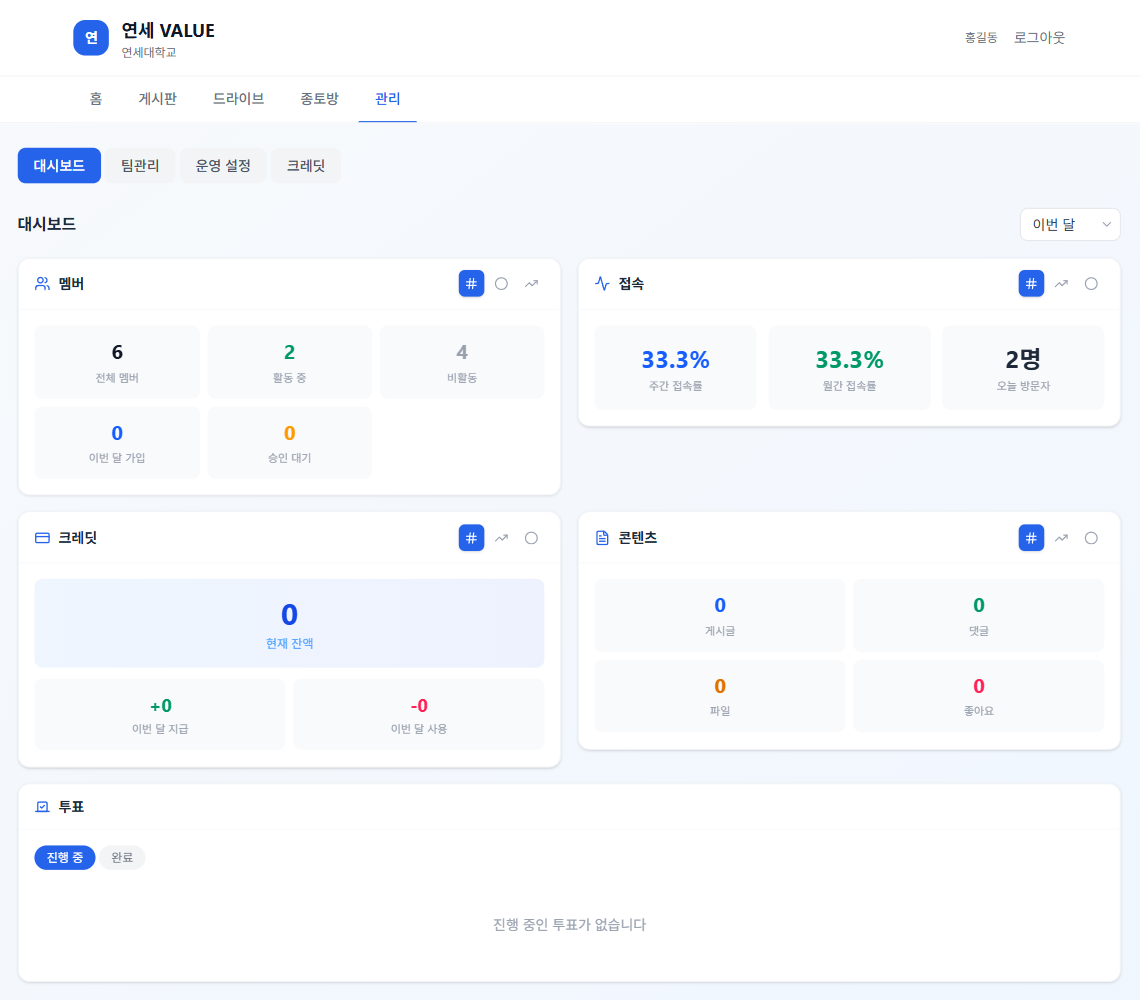 연
연세 VALUE
연세대학교
홍길동
로그아웃
홈
게시판
드라이브
종토방
관리
대시보드
팀관리
운영 설정
크레딧
대시보드
이번 달
멤버
6
전체 멤버
2
활동 중
4
비활동
0
이번 달 가입
0
승인 대기
접속
33.3%
주간 접속률
33.3%
월간 접속률
2명
오늘 방문자
크레딧
0
현재 잔액
+0
이번 달 지급
-0
이번 달 사용
콘텐츠
0
게시글
0
댓글
0
파일
0
좋아요
투표
진행 중
완료
진행 중인 투표가 없습니다